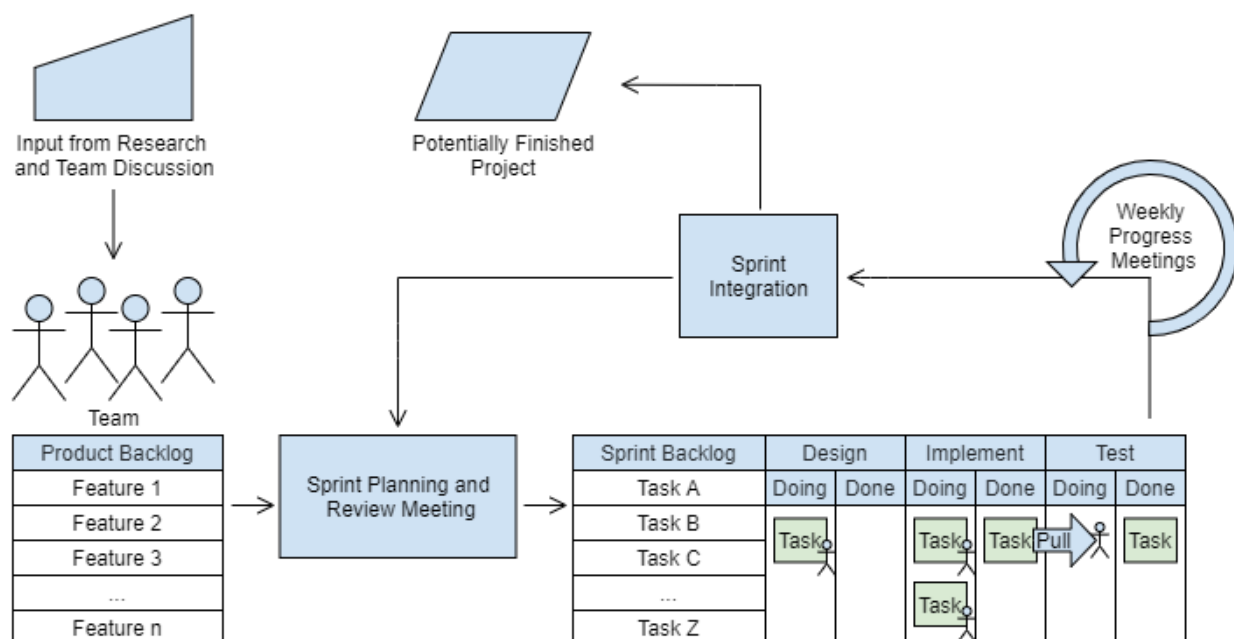 Input from Research
and Team Discussion
Potentially Finished
Project
Weekly
Progress
Meetings
Sprint
Integration
Team
Product Backlog
Feature 1
Feature 2
Feature 3
...
Feature n
Sprint Planning and
Review Meeting
Sprint Backlog
Task A
Task B
Task C
...
Task Z
Design
Implement
Test
Doing
Done
Doing
Done
Doing
Done
Task
Task
Task
Pull
Task
Task